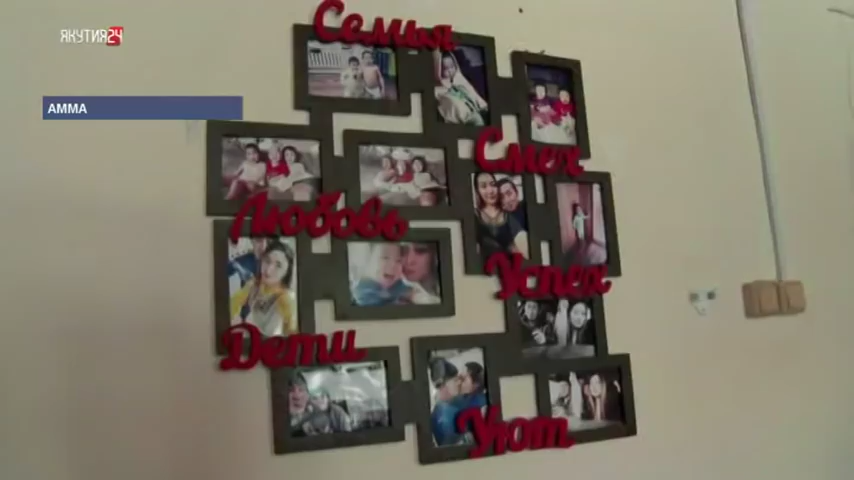 ЯКУТИЯ24
АММА
Семья
Смех
Любовь
Успех
Дети
Уют